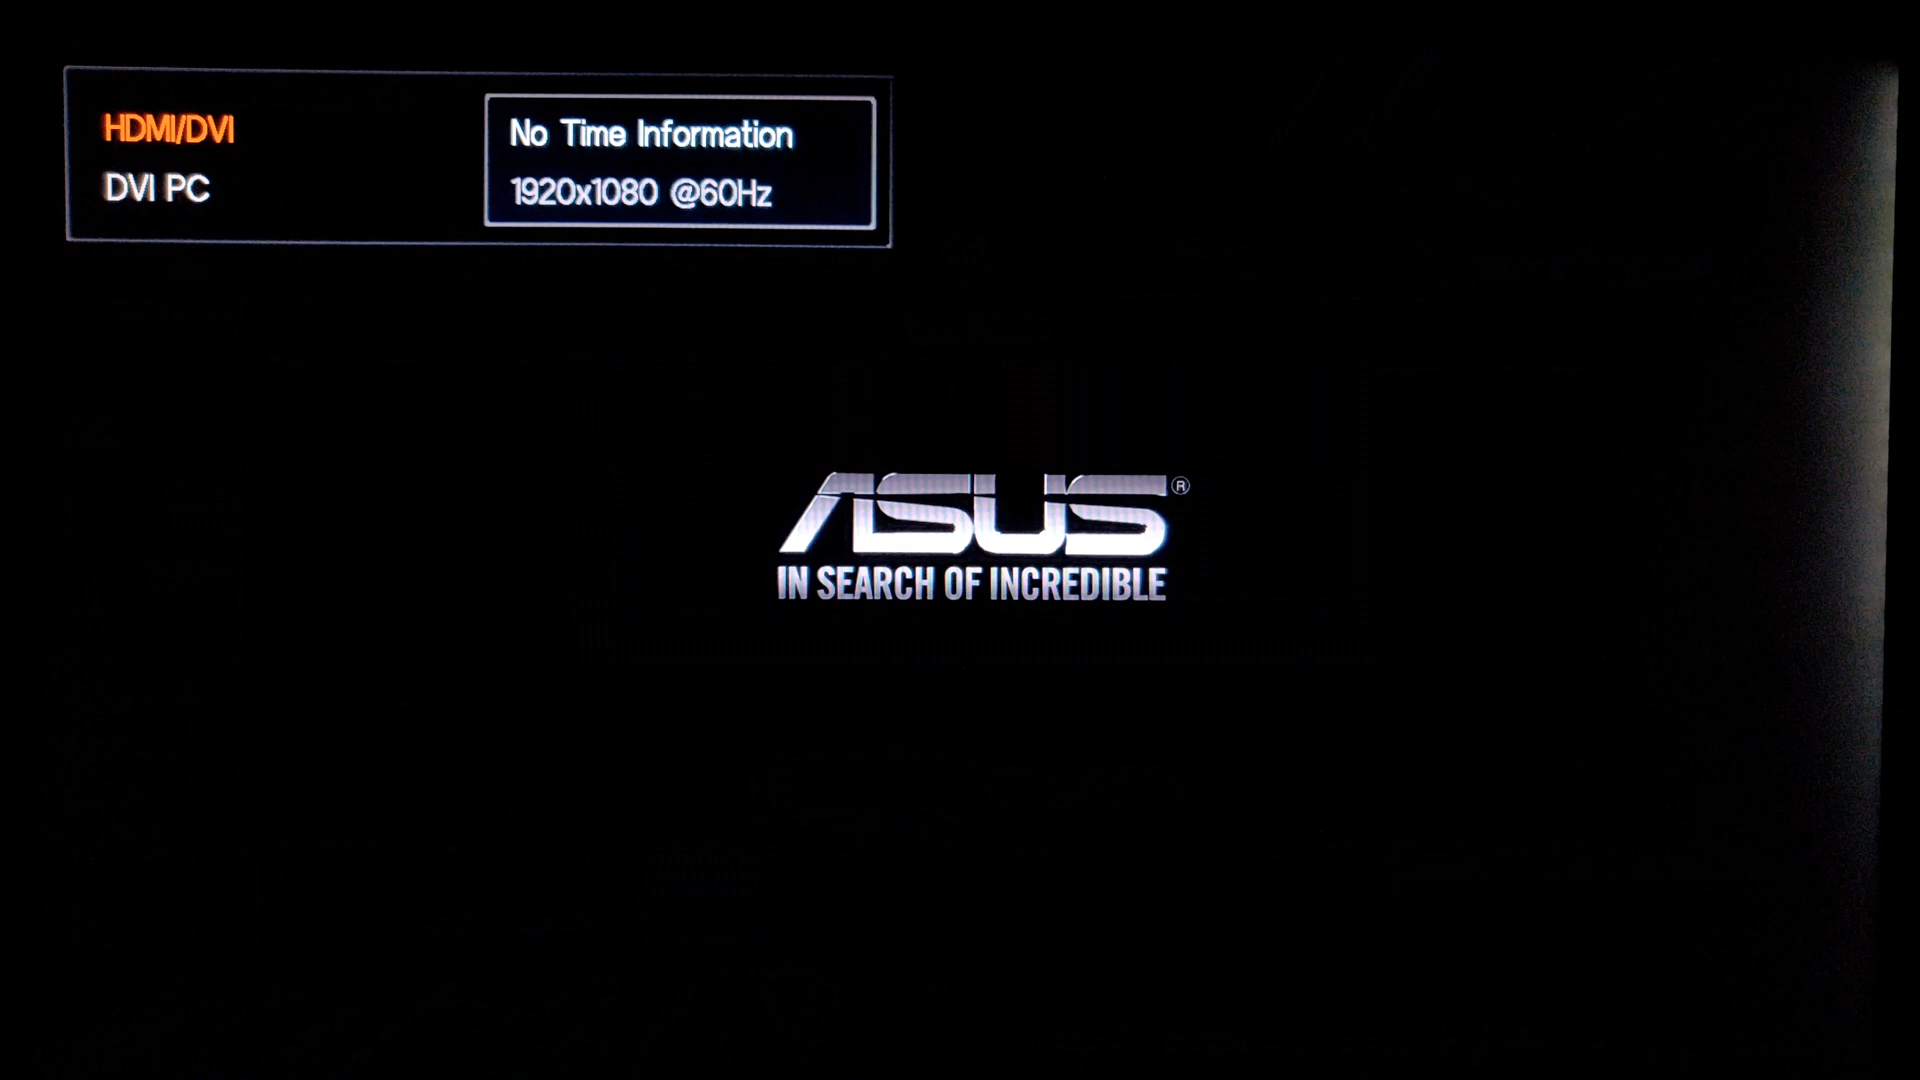 HDMI/DVI
DVI PC
No Time Information
1920x1080 @60Hz
ASUS®
IN SEARCH OF INCREDIBLE